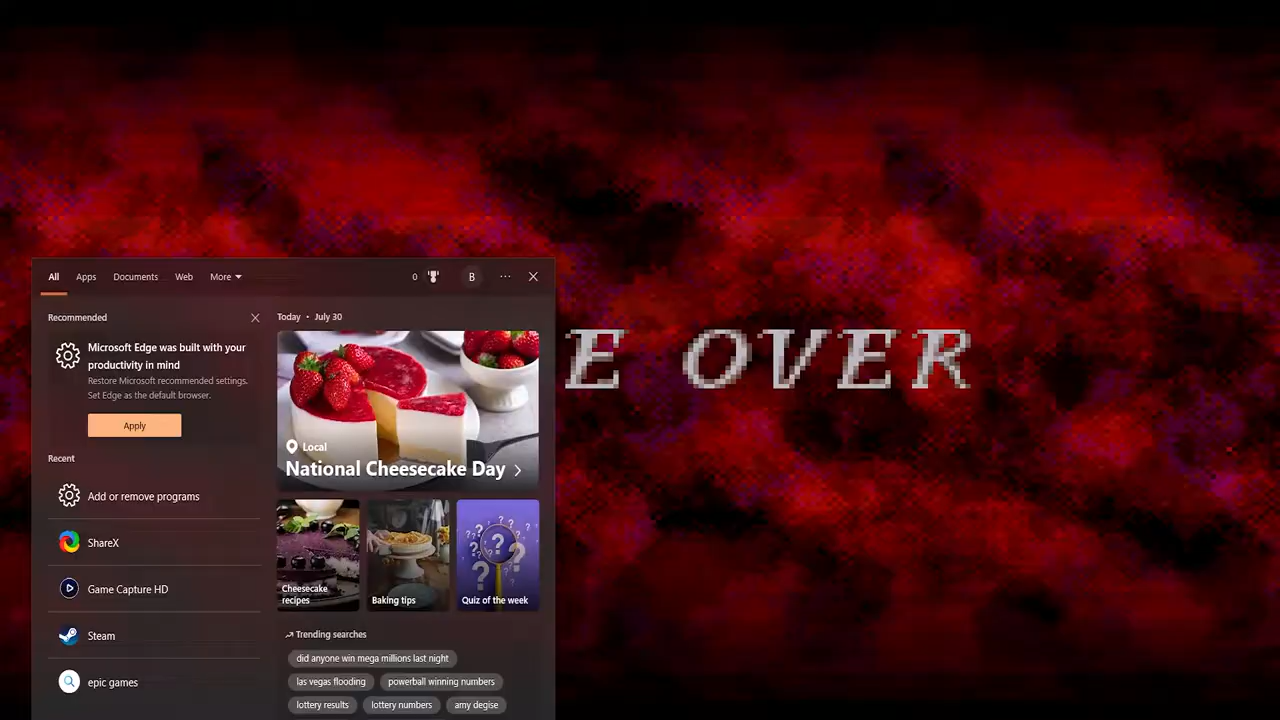 All Apps Documents Web More 0 B ··· 
Recommended
Microsoft Edge was built with your
productivity in mind
Restore Microsoft recommended settings.
Set Edge as the default browser.
Apply
Recent
Add or remove programs
ShareX
Game Capture HD
Steam
epic games
Today • July 30
Local
National Cheesecake Day
Cheesecake
recipes
Baking tips
Quiz of the week
Trending searches
did anyone win mega millions last night
las vegas flooding powerball winning numbers
lottery results lottery numbers amy degise
E OVER